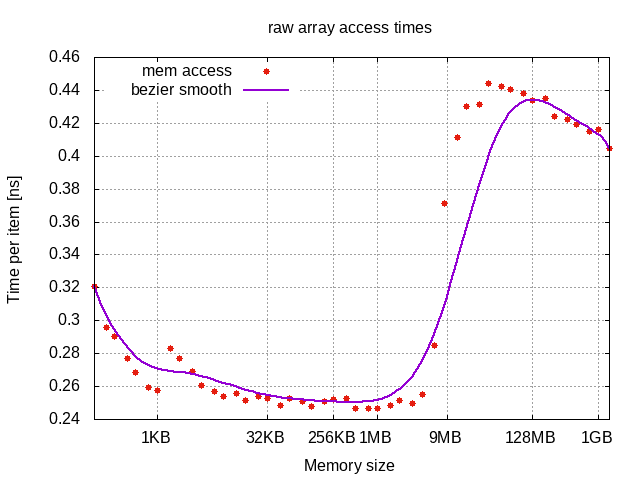 raw array access times
0.46
0.44
0.42
0.4
0.38
0.36
0.34
0.32
0.3
0.28
0.26
0.24
Time per item [ns]
mem access
bezier smooth
1KB 32KB 256KB 1MB 9MB 128MB 1GB
Memory size